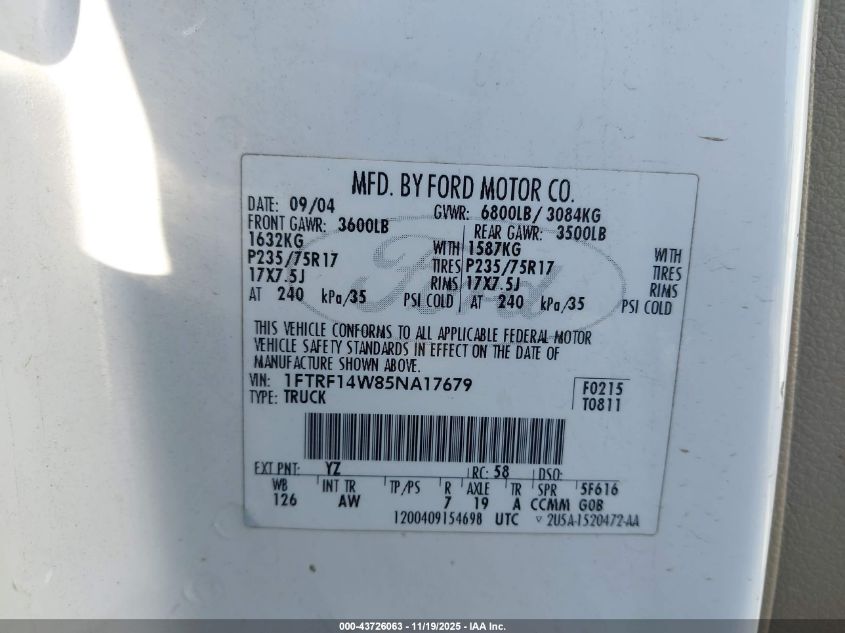 MFD. BY FORD MOTOR CO.
DATE: 09/04 GVWR: 6800LB/ 3084KG
FRONT GAWR: 3600LB REAR GAWR: 3500LB
1632KG WITH 1587KG WITH
P235/75R17 TIRES P235/75R17 TIRES
17X7.5J RIMS 17X7.5J RIMS
AT 240 kPa/35 PSI COLD AT 240 kPa/35 PSI COLD
Ford
THIS VEHICLE CONFORMS TO ALL APPLICABLE FEDERAL MOTOR
VEHICLE SAFETY STANDARDS IN EFFECT ON THE DATE OF
MANUFACTURE SHOWN ABOVE.
VIN: 1FTRF14W85NA17679 F0215
TYPE: TRUCK T0811
EXT PNT: YZ RC: 58 DSO:
WB INT TR TP/PS R AXLE TR SPR 5F616
126 AW 7 19 A CCMM GOB
1200409154698 UTC ▽ 2U5A-1520472-AA
000-43726063 - 11/19/2025 - IAA Inc.